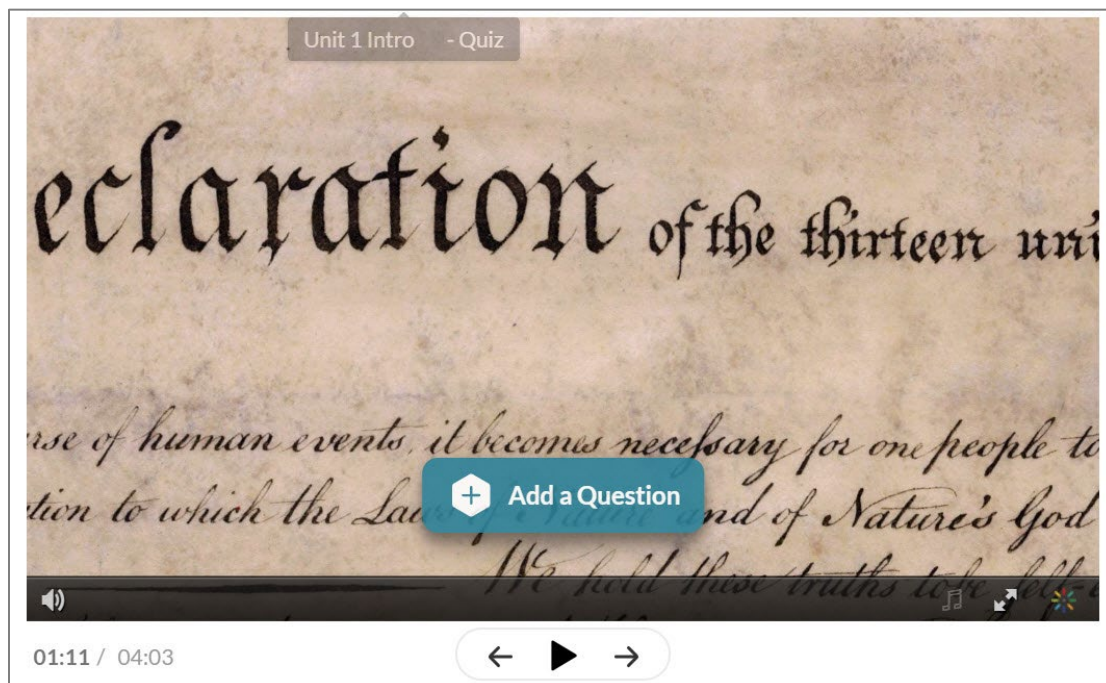 Unit 1 Intro - Quiz
eclaration of the thirteen uni
rse of human events, it becomes necessary for one people to
tion to which the Laws of Nature and of Nature's God
Add a Question
We hold these truths to be self-e
01:11 / 04:03